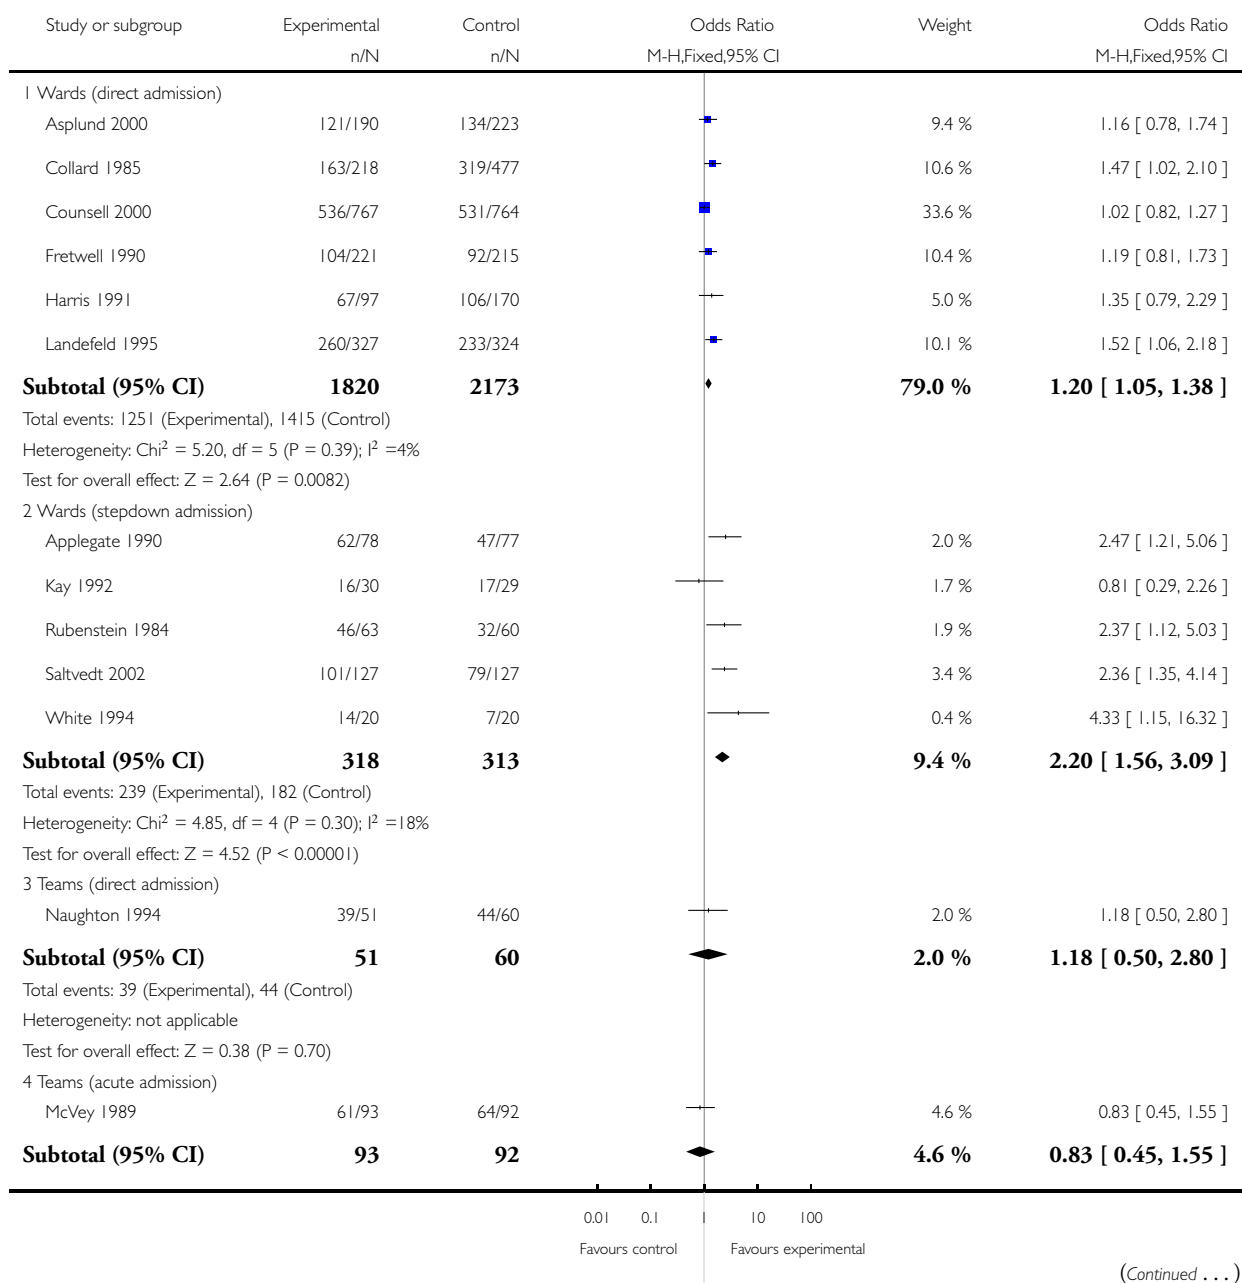 Study or subgroup Experimental Control Odds Ratio Weight Odds Ratio
n/N n/N M-H,Fixed,95% CI M-H,Fixed,95% CI
1 Wards (direct admission)
Asplund 2000 121/190 134/223 9.4 % 1.16 [ 0.78, 1.74 ]
Collard 1985 163/218 319/477 10.6 % 1.47 [ 1.02, 2.10 ]
Counsell 2000 536/767 531/764 33.6 % 1.02 [ 0.82, 1.27 ]
Fretwell 1990 104/221 92/215 10.4 % 1.19 [ 0.81, 1.73 ]
Harris 1991 67/97 106/170 5.0 % 1.35 [ 0.79, 2.29 ]
Landefeld 1995 260/327 233/324 10.1 % 1.52 [ 1.06, 2.18 ]
Subtotal (95% CI) 1820 2173 79.0 % 1.20 [ 1.05, 1.38 ]
Total events: 1251 (Experimental), 1415 (Control)
Heterogeneity: Chi² = 5.20, df = 5 (P = 0.39); I² =4%
Test for overall effect: Z = 2.64 (P = 0.0082)
2 Wards (stepdown admission)
Applegate 1990 62/78 47/77 2.0 % 2.47 [ 1.21, 5.06 ]
Kay 1992 16/30 17/29 1.7 % 0.81 [ 0.29, 2.26 ]
Rubenstein 1984 46/63 32/60 1.9 % 2.37 [ 1.12, 5.03 ]
Saltvedt 2002 101/127 79/127 3.4 % 2.36 [ 1.35, 4.14 ]
White 1994 14/20 7/20 0.4 % 4.33 [ 1.15, 16.32 ]
Subtotal (95% CI) 318 313 9.4 % 2.20 [ 1.56, 3.09 ]
Total events: 239 (Experimental), 182 (Control)
Heterogeneity: Chi² = 4.85, df = 4 (P = 0.30); I² =18%
Test for overall effect: Z = 4.52 (P < 0.00001)
3 Teams (direct admission)
Naughton 1994 39/51 44/60 2.0 % 1.18 [ 0.50, 2.80 ]
Subtotal (95% CI) 51 60 2.0 % 1.18 [ 0.50, 2.80 ]
Total events: 39 (Experimental), 44 (Control)
Heterogeneity: not applicable
Test for overall effect: Z = 0.38 (P = 0.70)
4 Teams (acute admission)
McVey 1989 61/93 64/92 4.6 % 0.83 [ 0.45, 1.55 ]
Subtotal (95% CI) 93 92 4.6 % 0.83 [ 0.45, 1.55 ]
0.01 0.1 1 10 100
Favours control Favours experimental
(Continued . . . )